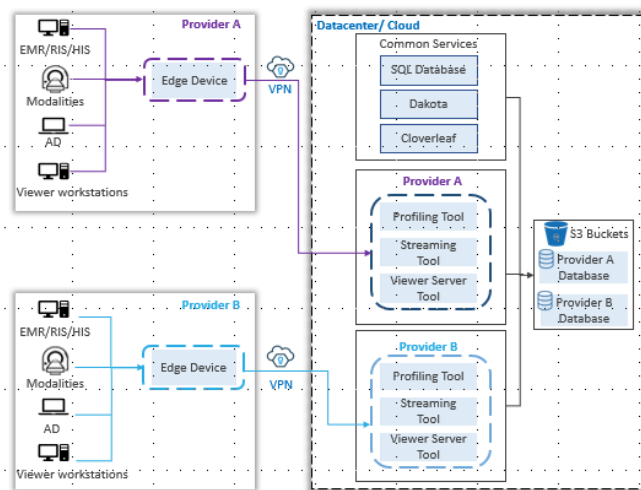 Provider A
EMR/RIS/HIS
Modalities
AD
Viewer workstations
Edge Device
VPN
Provider B
EMR/RIS/HIS
Modalities
AD
Viewer workstations
Edge Device
VPN
Datacenter/ Cloud
Common Services
SQL Database
Dakota
Cloverleaf
Provider A
Profiling Tool
Streaming
Tool
Viewer Server
Tool
Provider B
Profiling Tool
Streaming
Tool
Viewer Server
Tool
S3 Buckets
Provider A
Database
Provider B
Database